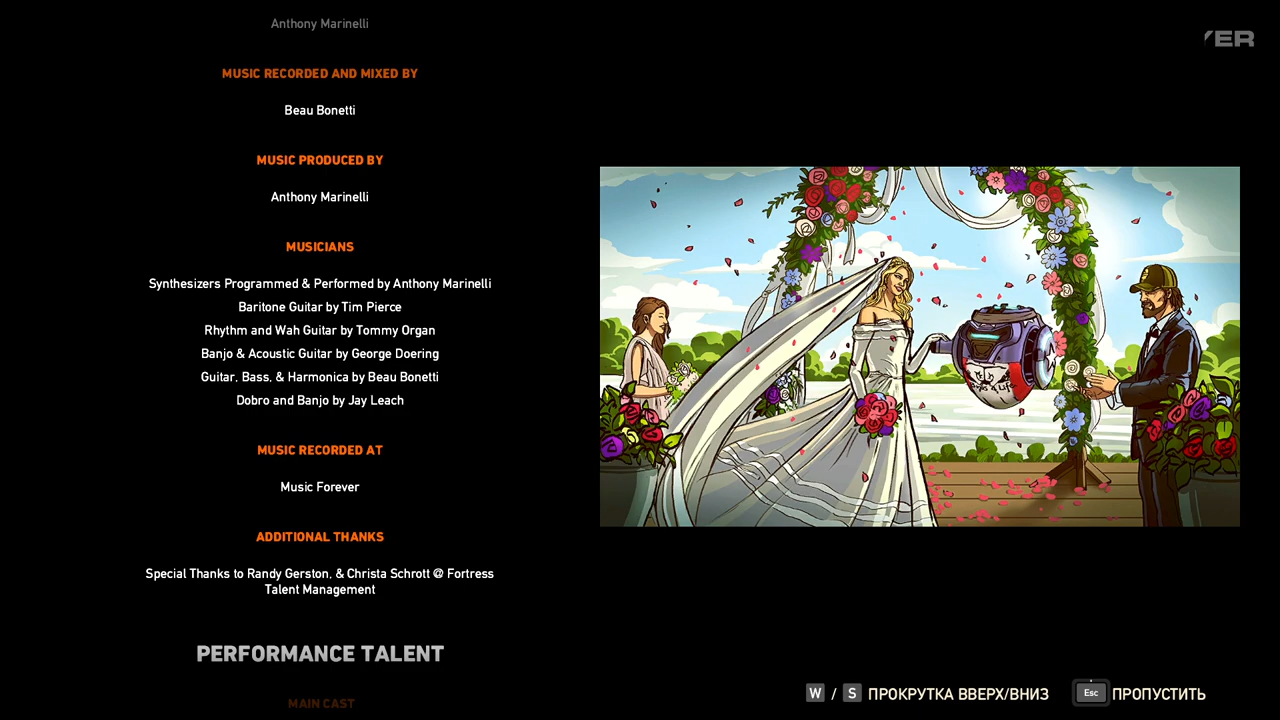 Anthony Marinelli
MUSIC RECORDED AND MIXED BY
Beau Bonetti
MUSIC PRODUCED BY
Anthony Marinelli
MUSICIANS
Synthesizers Programmed & Performed by Anthony Marinelli
Baritone Guitar by Tim Pierce
Rhythm and Wah Guitar by Tommy Organ
Banjo & Acoustic Guitar by George Doering
Guitar, Bass, & Harmonica by Beau Bonetti
Dobro and Banjo by Jay Leach
MUSIC RECORDED AT
Music Forever
ADDITIONAL THANKS
Special Thanks to Randy Gerston, & Christa Schrott @ Fortress
Talent Management
PERFORMANCE TALENT
MAIN CAST
ER
W / S ПРОКРУТКА ВВЕРХ/ВНИЗ Esc ПРОПУСТИТЬ